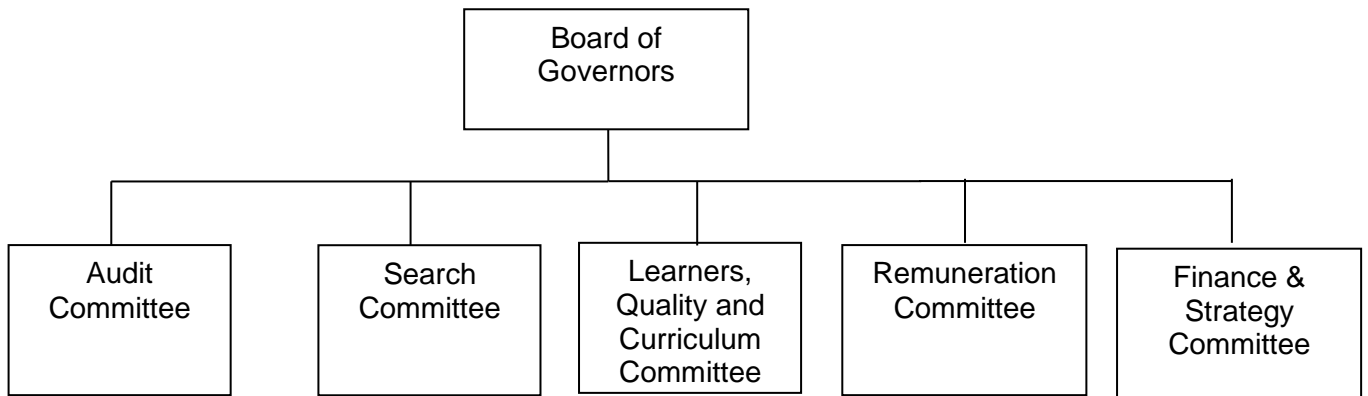 Board of
Governors
Audit
Committee
Search
Committee
Learners,
Quality and
Curriculum
Committee
Remuneration
Committee
Finance &
Strategy
Committee